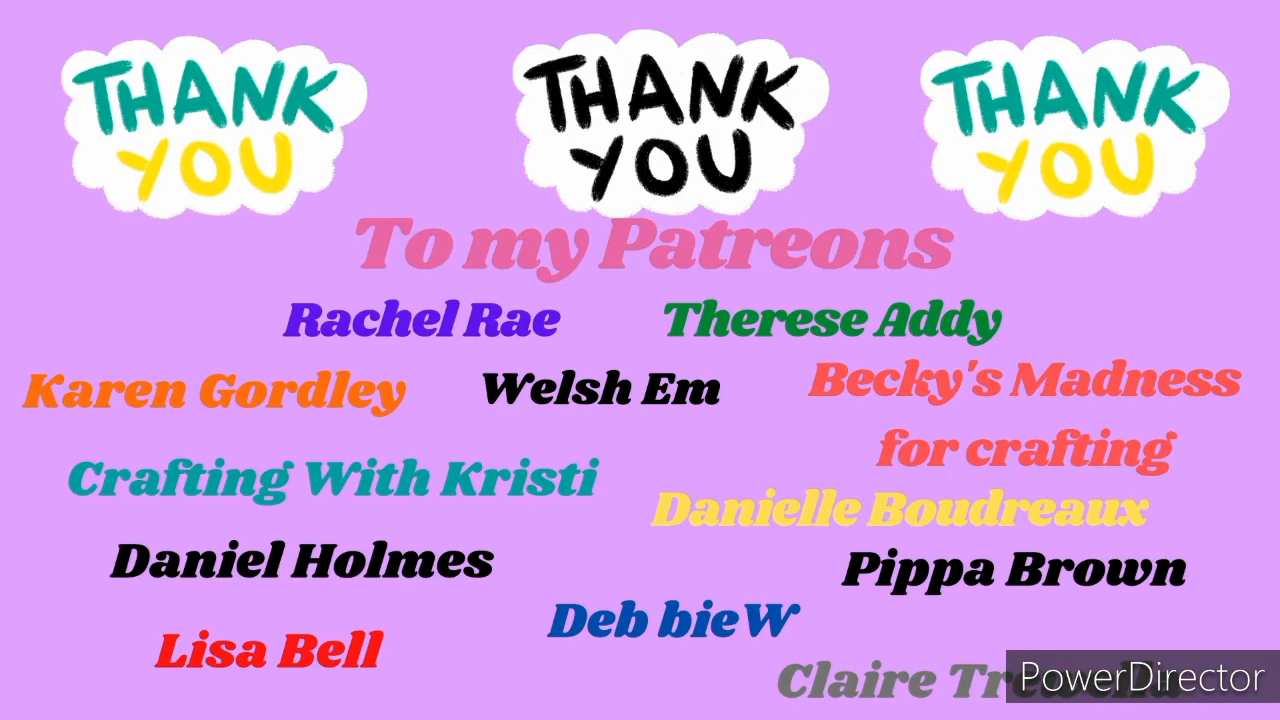 THANK YOU
THANK YOU
THANK YOU
To my Patreons
Rachel Rae
Therese Addy
Karen Gordley
Welsh Em
Becky's Madness
for crafting
Crafting With Kristi
Danielle Boudreaux
Daniel Holmes
Pippa Brown
Deb bieW
Lisa Bell
Claire
PowerDirector